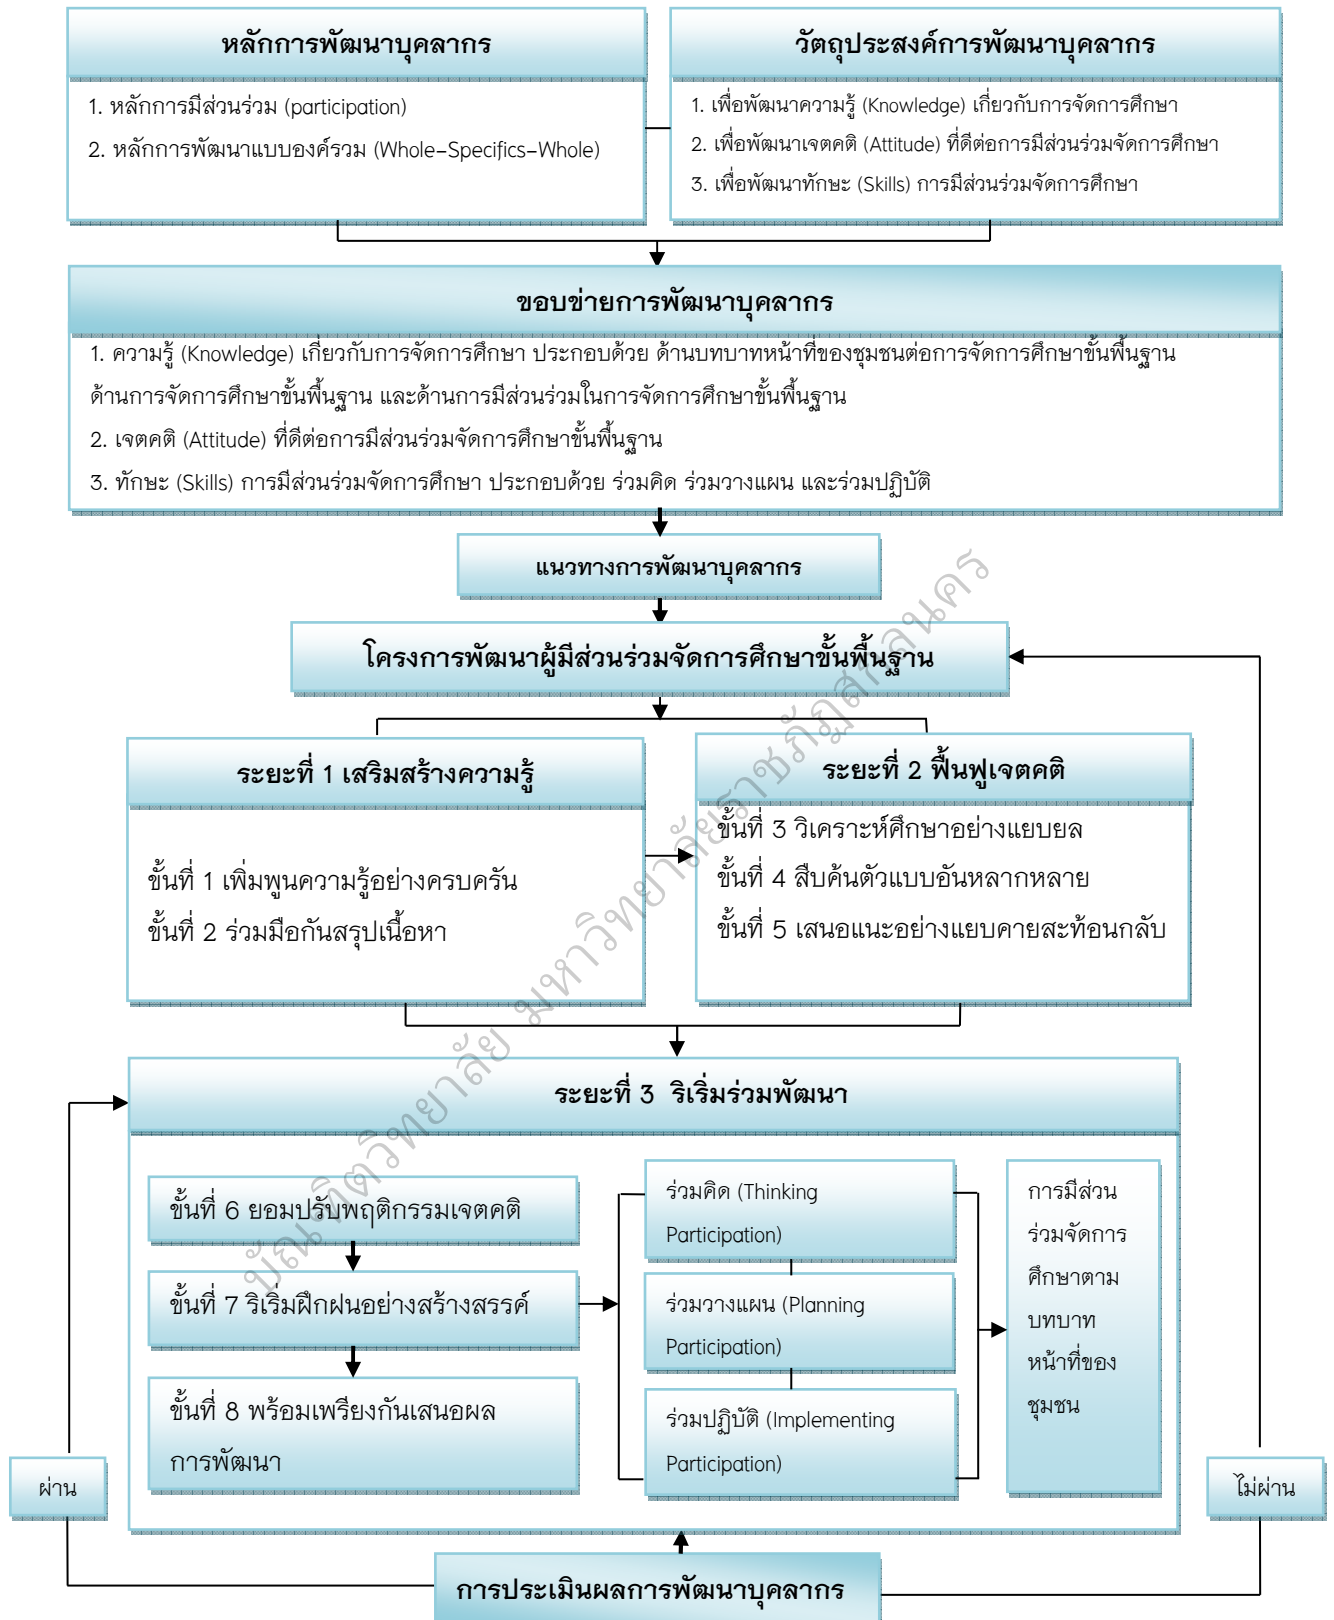 หลักการพัฒนาบุคลากร
1. หลักการมีส่วนร่วม (participation)
2. หลักการพัฒนาแบบองค์รวม (Whole–Specifics–Whole)
วัตถุประสงค์การพัฒนาบุคลากร
1. เพื่อพัฒนาความรู้ (Knowledge) เกี่ยวกับการจัดการศึกษา
2. เพื่อพัฒนาเจตคติ (Attitude) ที่ดีต่อการมีส่วนร่วมจัดการศึกษา
3. เพื่อพัฒนาทักษะ (Skills) การมีส่วนร่วมจัดการศึกษา
ขอบข่ายการพัฒนาบุคลากร
1. ความรู้ (Knowledge) เกี่ยวกับการจัดการศึกษา ประกอบด้วย ด้านบทบาทหน้าที่ของชุมชนต่อการจัดการศึกษาขั้นพื้นฐาน
ด้านการจัดการศึกษาขั้นพื้นฐาน และด้านการมีส่วนร่วมในการจัดการศึกษาขั้นพื้นฐาน
2. เจตคติ (Attitude) ที่ดีต่อการมีส่วนร่วมจัดการศึกษาขั้นพื้นฐาน
3. ทักษะ (Skills) การมีส่วนร่วมจัดการศึกษา ประกอบด้วย ร่วมคิด ร่วมวางแผน และร่วมปฏิบัติ
แนวทางการพัฒนาบุคลากร
โครงการพัฒนาผู้มีส่วนร่วมจัดการศึกษาขั้นพื้นฐาน
ระยะที่ 1 เสริมสร้างความรู้
ขั้นที่ 1 เพิ่มพูนความรู้อย่างครบครัน
ขั้นที่ 2 ร่วมมือกันสรุปเนื้อหา
ระยะที่ 2 ฟื้นฟูเจตคติ
ขั้นที่ 3 วิเคราะห์ศึกษาอย่างแยบยล
ขั้นที่ 4 สืบค้นตัวแบบอันหลากหลาย
ขั้นที่ 5 เสนอแนะอย่างแยบคายสะท้อนกลับ
ระยะที่ 3 ริเริ่มร่วมพัฒนา
ขั้นที่ 6 ยอมปรับพฤติกรรมเจตคติ
ขั้นที่ 7 ริเริ่มฝึกฝนอย่างสร้างสรรค์
ขั้นที่ 8 พร้อมเพรียงกันเสนอผล
การพัฒนา
ร่วมคิด (Thinking
Participation)
ร่วมวางแผน (Planning
Participation)
ร่วมปฏิบัติ (Implementing
Participation)
การมีส่วน
ร่วมจัดการ
ศึกษาตาม
บทบาท
หน้าที่ของ
ชุมชน
ผ่าน
ไม่ผ่าน
การประเมินผลการพัฒนาบุคลากร
บัณฑิตวิทยาลัย มหาวิทยาลัยราชภัฏสกลนคร